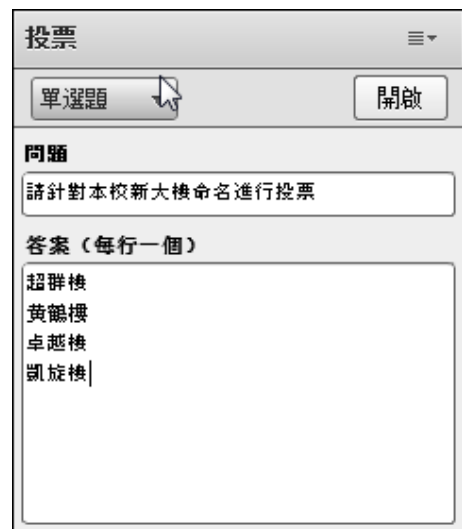 投票
單選題
開啟
問題
請針對本校新大樓命名進行投票
答案（每行一個）
超群樓
黃鶴樓
卓越樓
凱旋樓